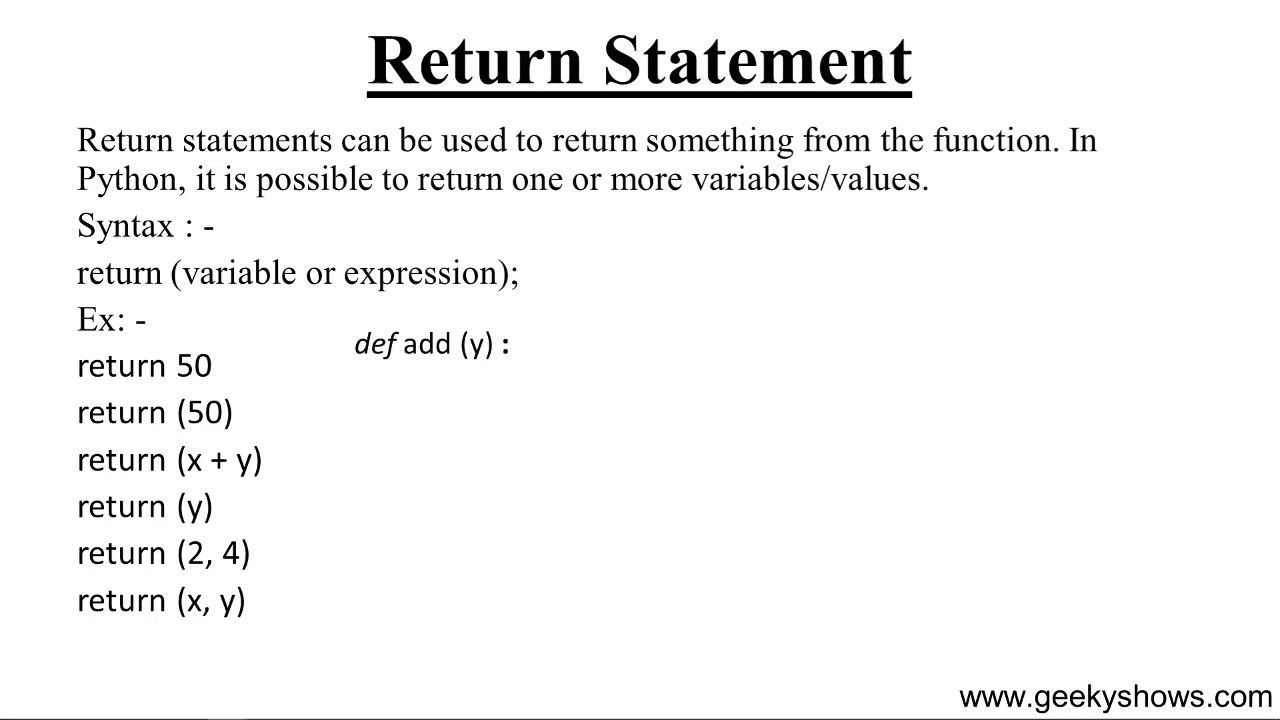 Return Statement
Return statements can be used to return something from the function. In
Python, it is possible to return one or more variables/values.
Syntax : -
return (variable or expression);
Ex: -
def add (y) :
return 50
return (50)
return (x + y)
return (y)
return (2, 4)
return (x, y)
www.geekyshows.com